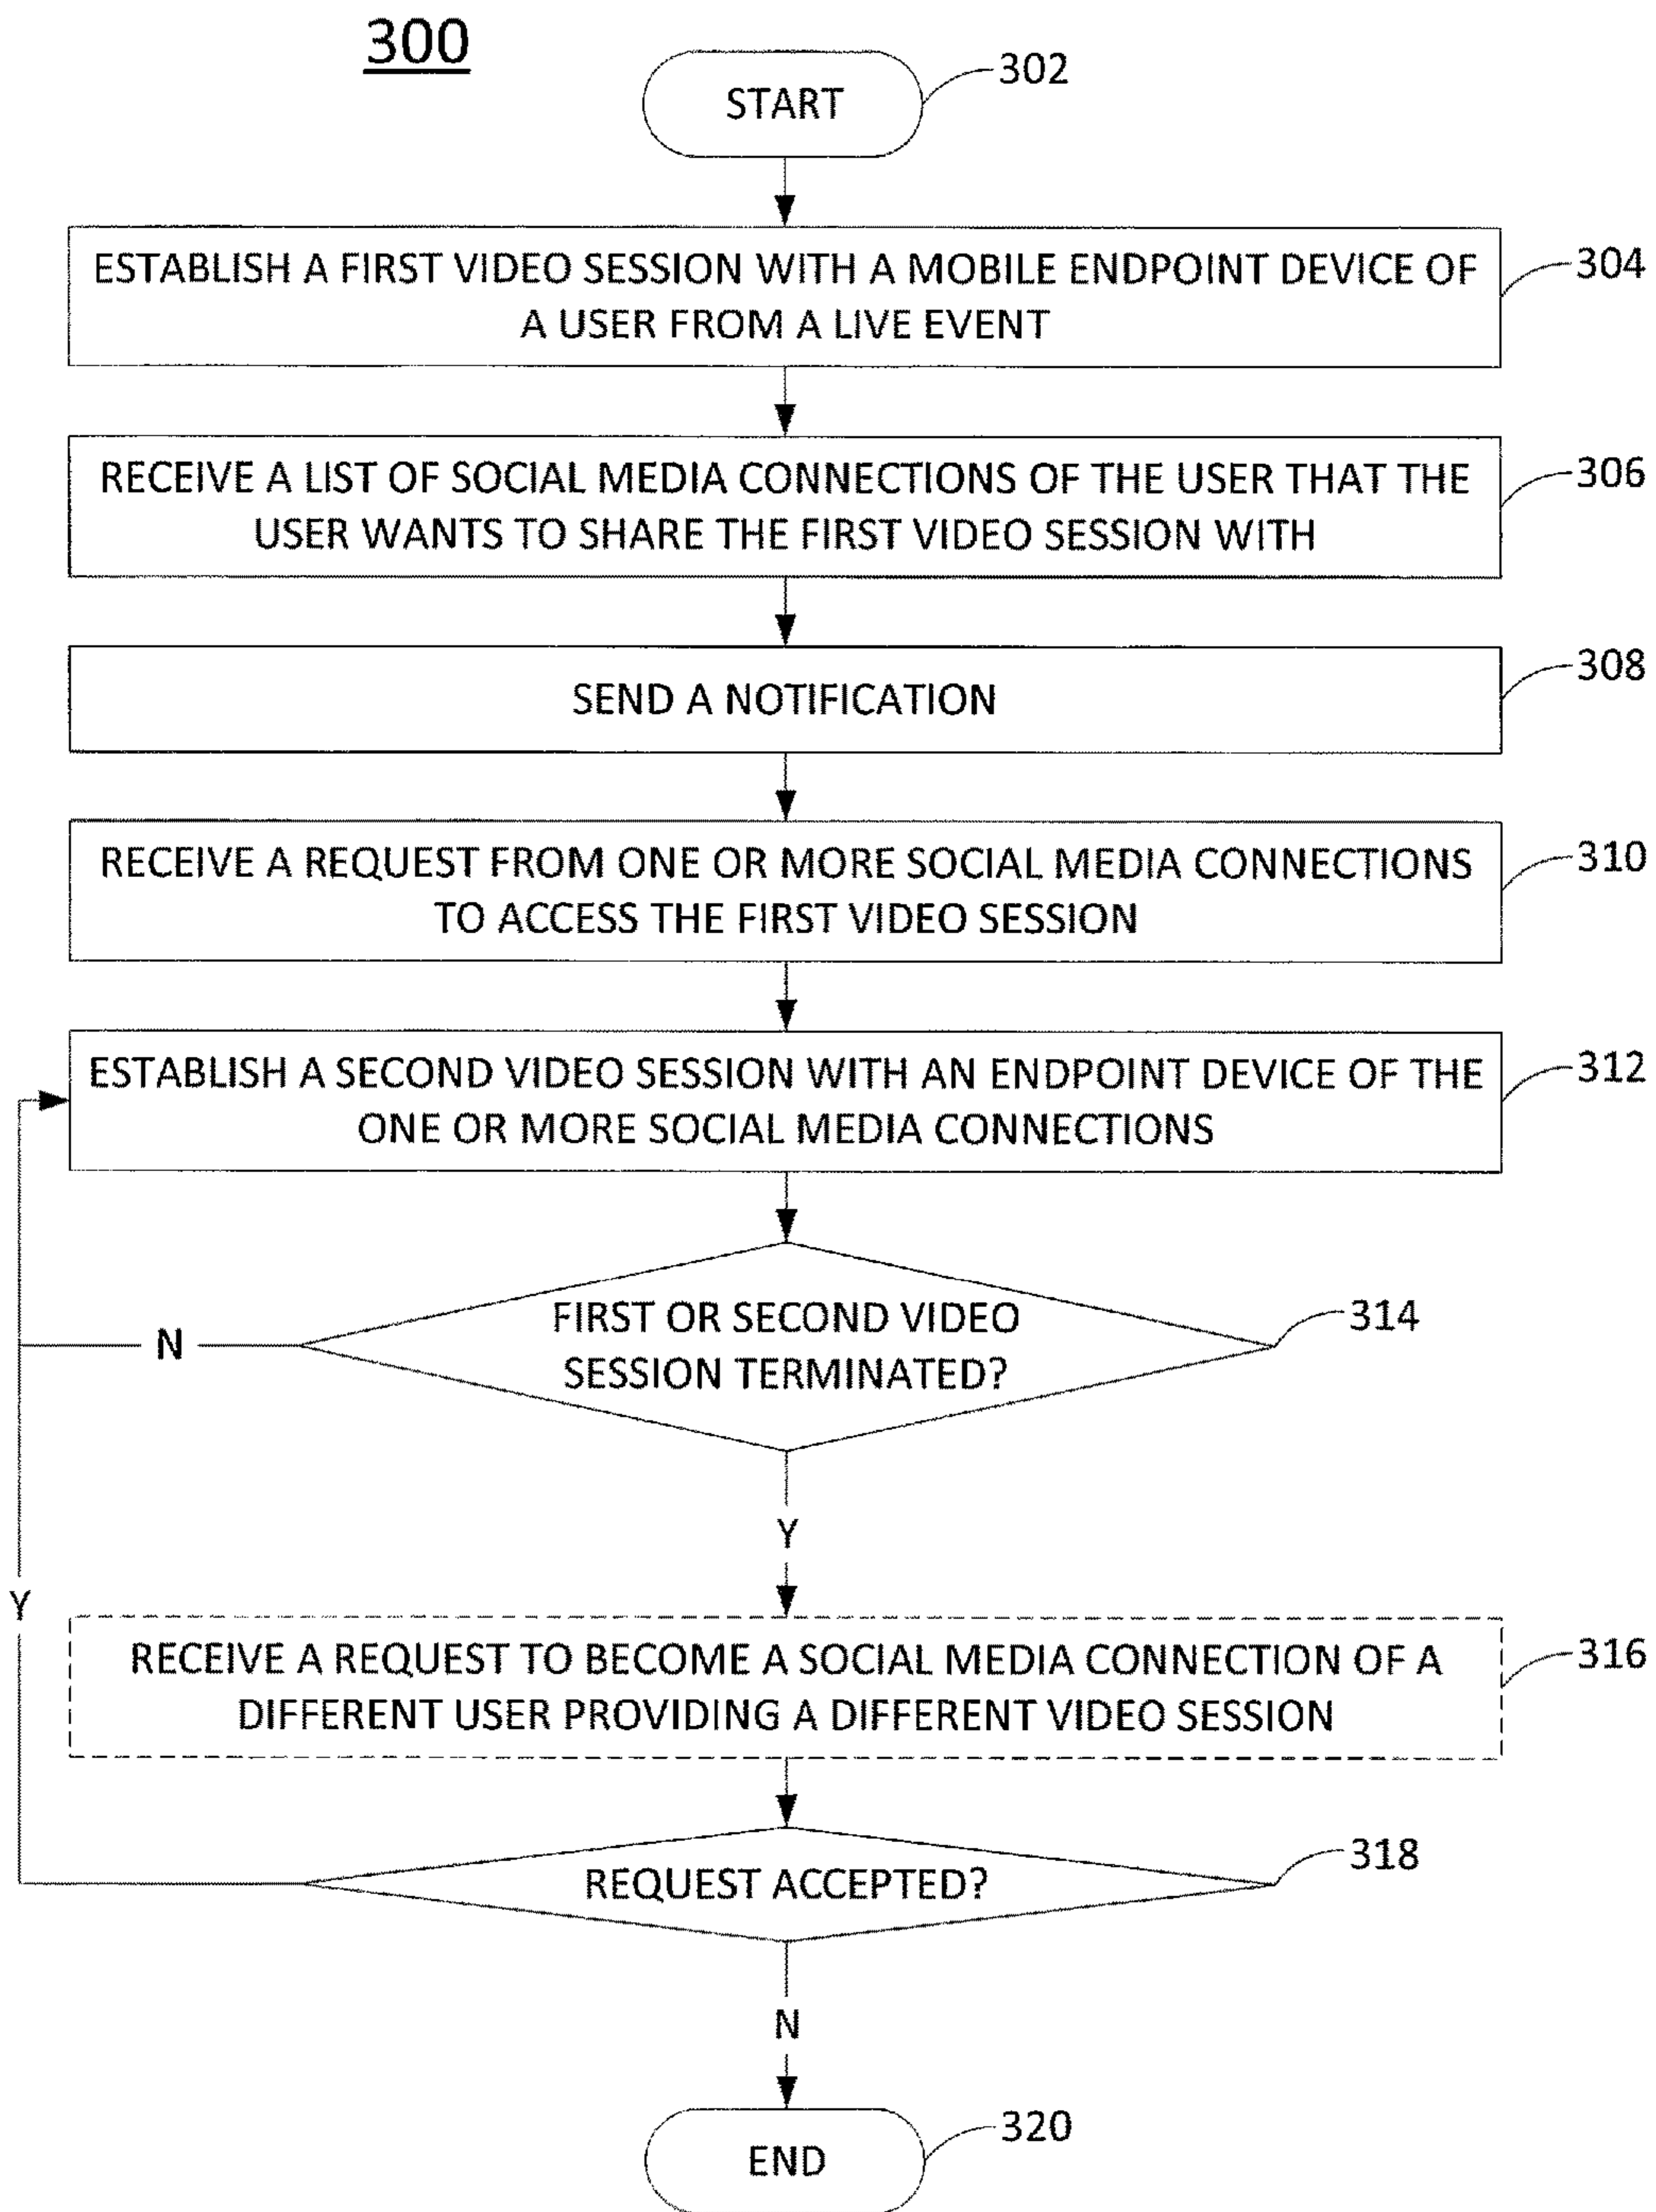 300
START
302
ESTABLISH A FIRST VIDEO SESSION WITH A MOBILE ENDPOINT DEVICE OF
A USER FROM A LIVE EVENT
304
RECEIVE A LIST OF SOCIAL MEDIA CONNECTIONS OF THE USER THAT THE
USER WANTS TO SHARE THE FIRST VIDEO SESSION WITH
306
SEND A NOTIFICATION
308
RECEIVE A REQUEST FROM ONE OR MORE SOCIAL MEDIA CONNECTIONS
TO ACCESS THE FIRST VIDEO SESSION
310
ESTABLISH A SECOND VIDEO SESSION WITH AN ENDPOINT DEVICE OF THE
ONE OR MORE SOCIAL MEDIA CONNECTIONS
312
FIRST OR SECOND VIDEO
SESSION TERMINATED?
314
N
Y
Y
RECEIVE A REQUEST TO BECOME A SOCIAL MEDIA CONNECTION OF A
DIFFERENT USER PROVIDING A DIFFERENT VIDEO SESSION
316
REQUEST ACCEPTED?
318
N
END
320